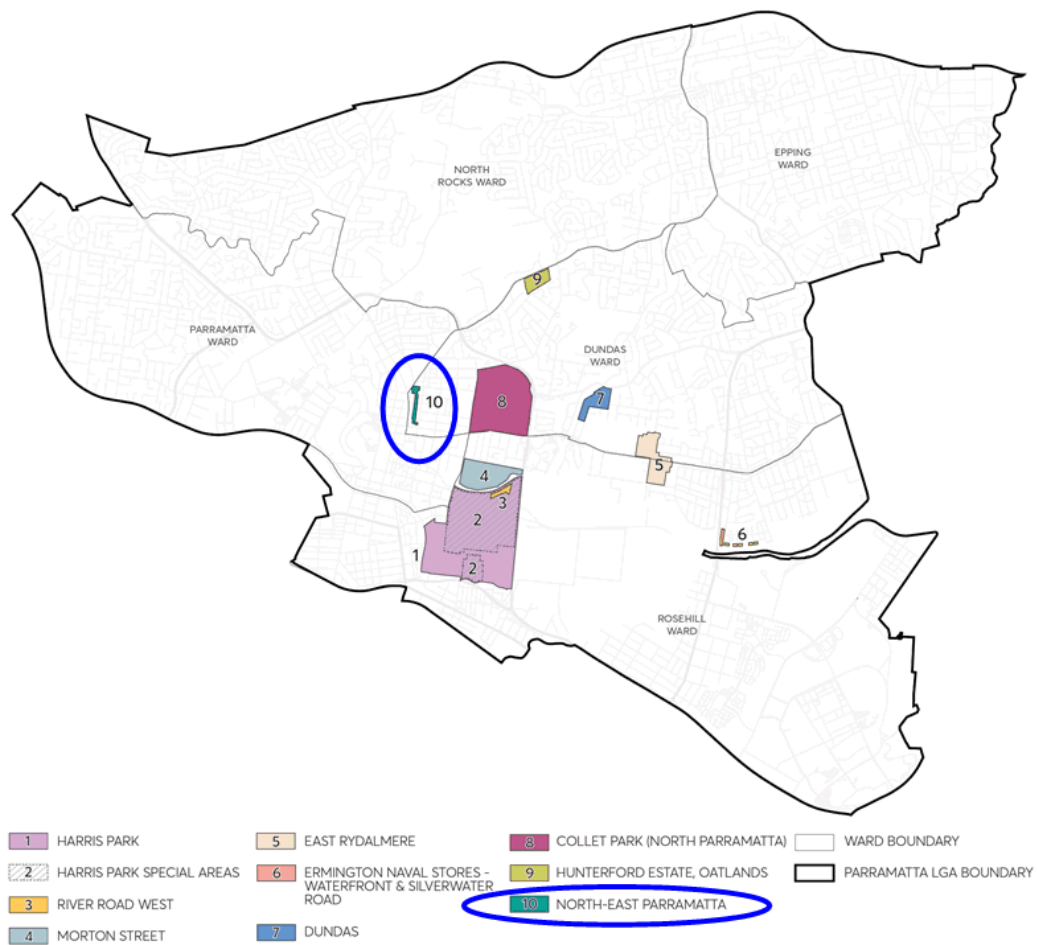 EPPING
WARD
NORTH
ROCKS WARD
9
PARRAMATTA
WARD
DUNDAS
WARD
10
8
7
5
4
3
2
1
6
2
ROSEHILL
WARD
1 HARRIS PARK
2 HARRIS PARK SPECIAL AREAS
3 RIVER ROAD WEST
4 MORTON STREET
5 EAST RYDALMERE
6 ERMINGTON NAVAL STORES -
WATERFRONT & SILVERWATER
ROAD
7 DUNDAS
8 COLLET PARK (NORTH PARRAMATTA)
9 HUNTERFORD ESTATE, OATLANDS
10 NORTH-EAST PARRAMATTA
WARD BOUNDARY
PARRAMATTA LGA BOUNDARY